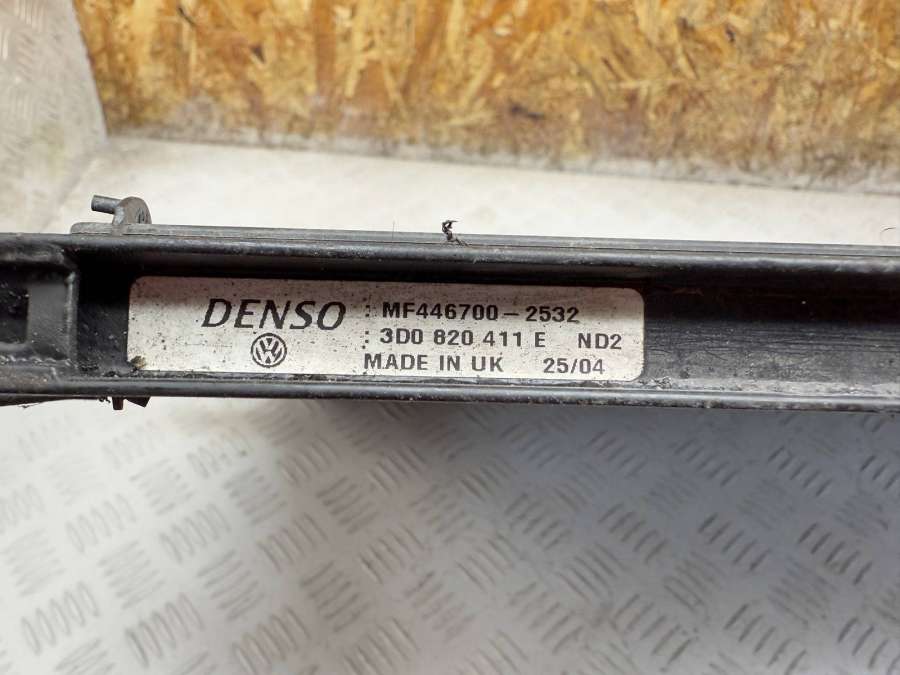 DENSO : MF446700-2532
: 3D0 820 411 E ND2
MADE IN UK 25/04